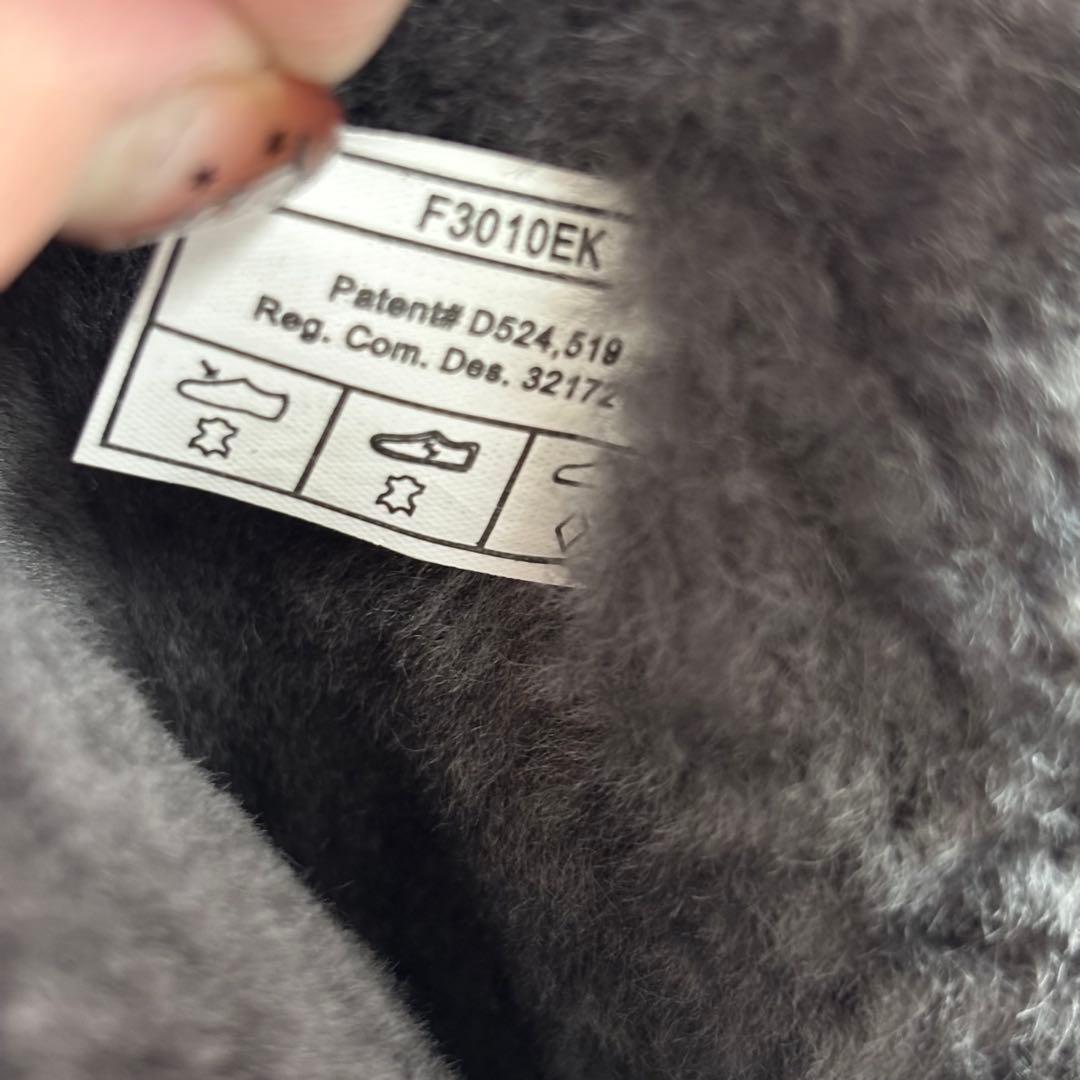 F3010EK
Patent# D524,519
Reg. Com. Des. 32172